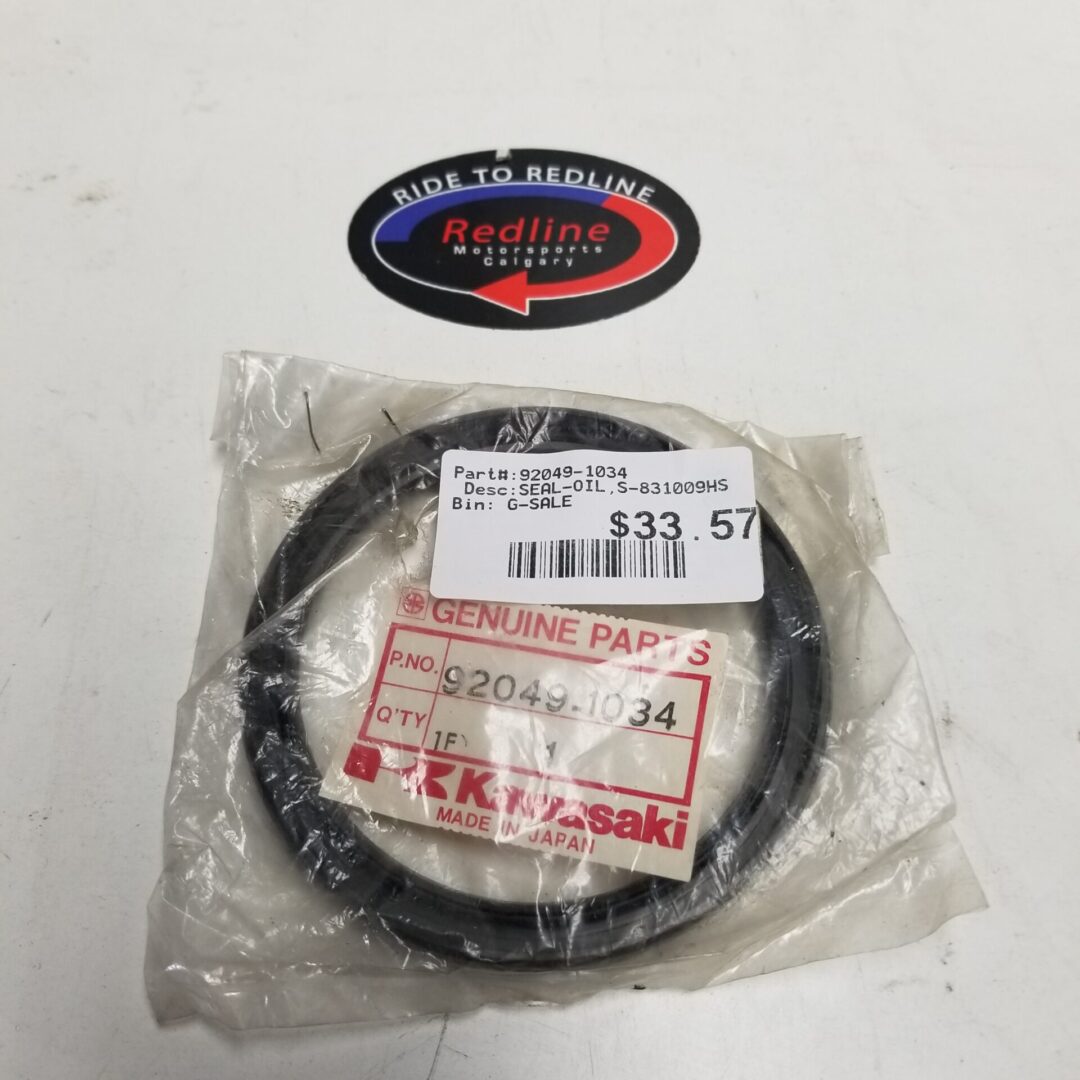 RIDE TO REDLINE
Redline
Motorsports
Calgary
Part#:92049-1034
Desc:SEAL-OIL,S-831009HS
Bin: G-SALE
$33.57
GENUINE PARTS
P.NO. 92049-1034
Q'TY
Kawasaki
MADE IN JAPAN